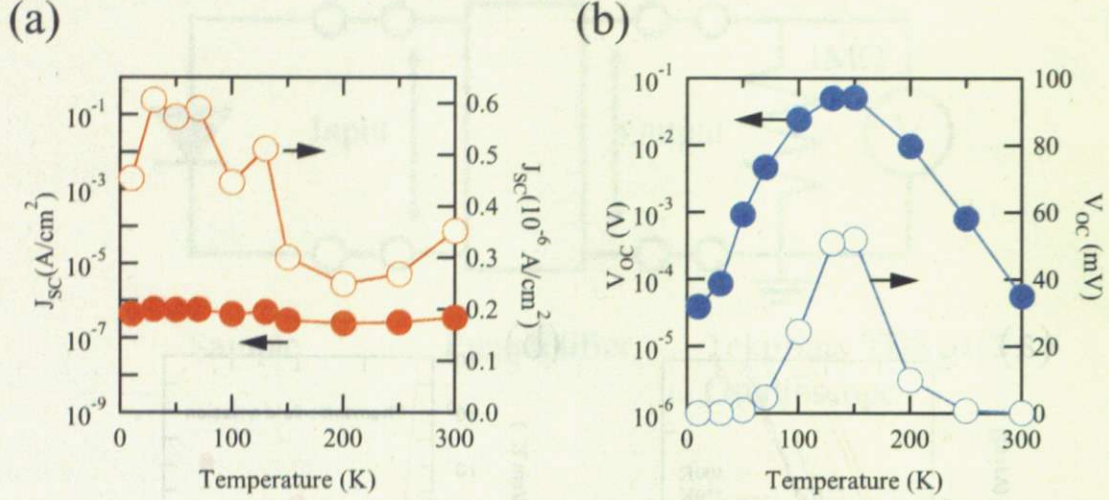 (a)
(b)
10^-1
10^-3
10^-5
10^-7
10^-9
J_SC(A/cm^2)
0.6
0.5
0.4
0.3
0.2
0.1
0.0
J_SC(10^-6 A/cm^2)
0 100 200 300
Temperature (K)
10^-1
10^-2
10^-3
10^-4
10^-5
10^-6
V_OC (V)
100
80
60
40
20
0
V_OC (mV)
0 100 200 300
Temperature (K)
Input
Sample